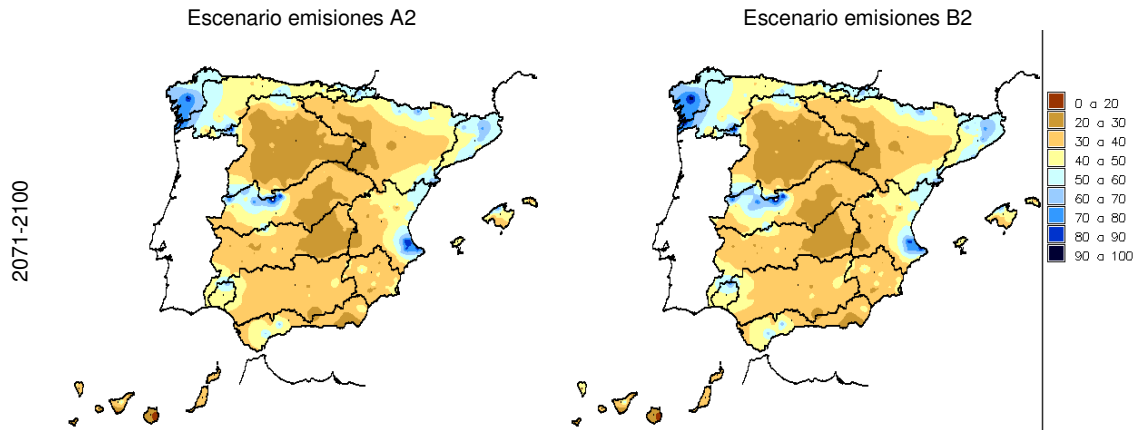 Escenario emisiones A2
Escenario emisiones B2
2071-2100
0 a 20
20 a 30
30 a 40
40 a 50
50 a 60
60 a 70
70 a 80
80 a 90
90 a 100